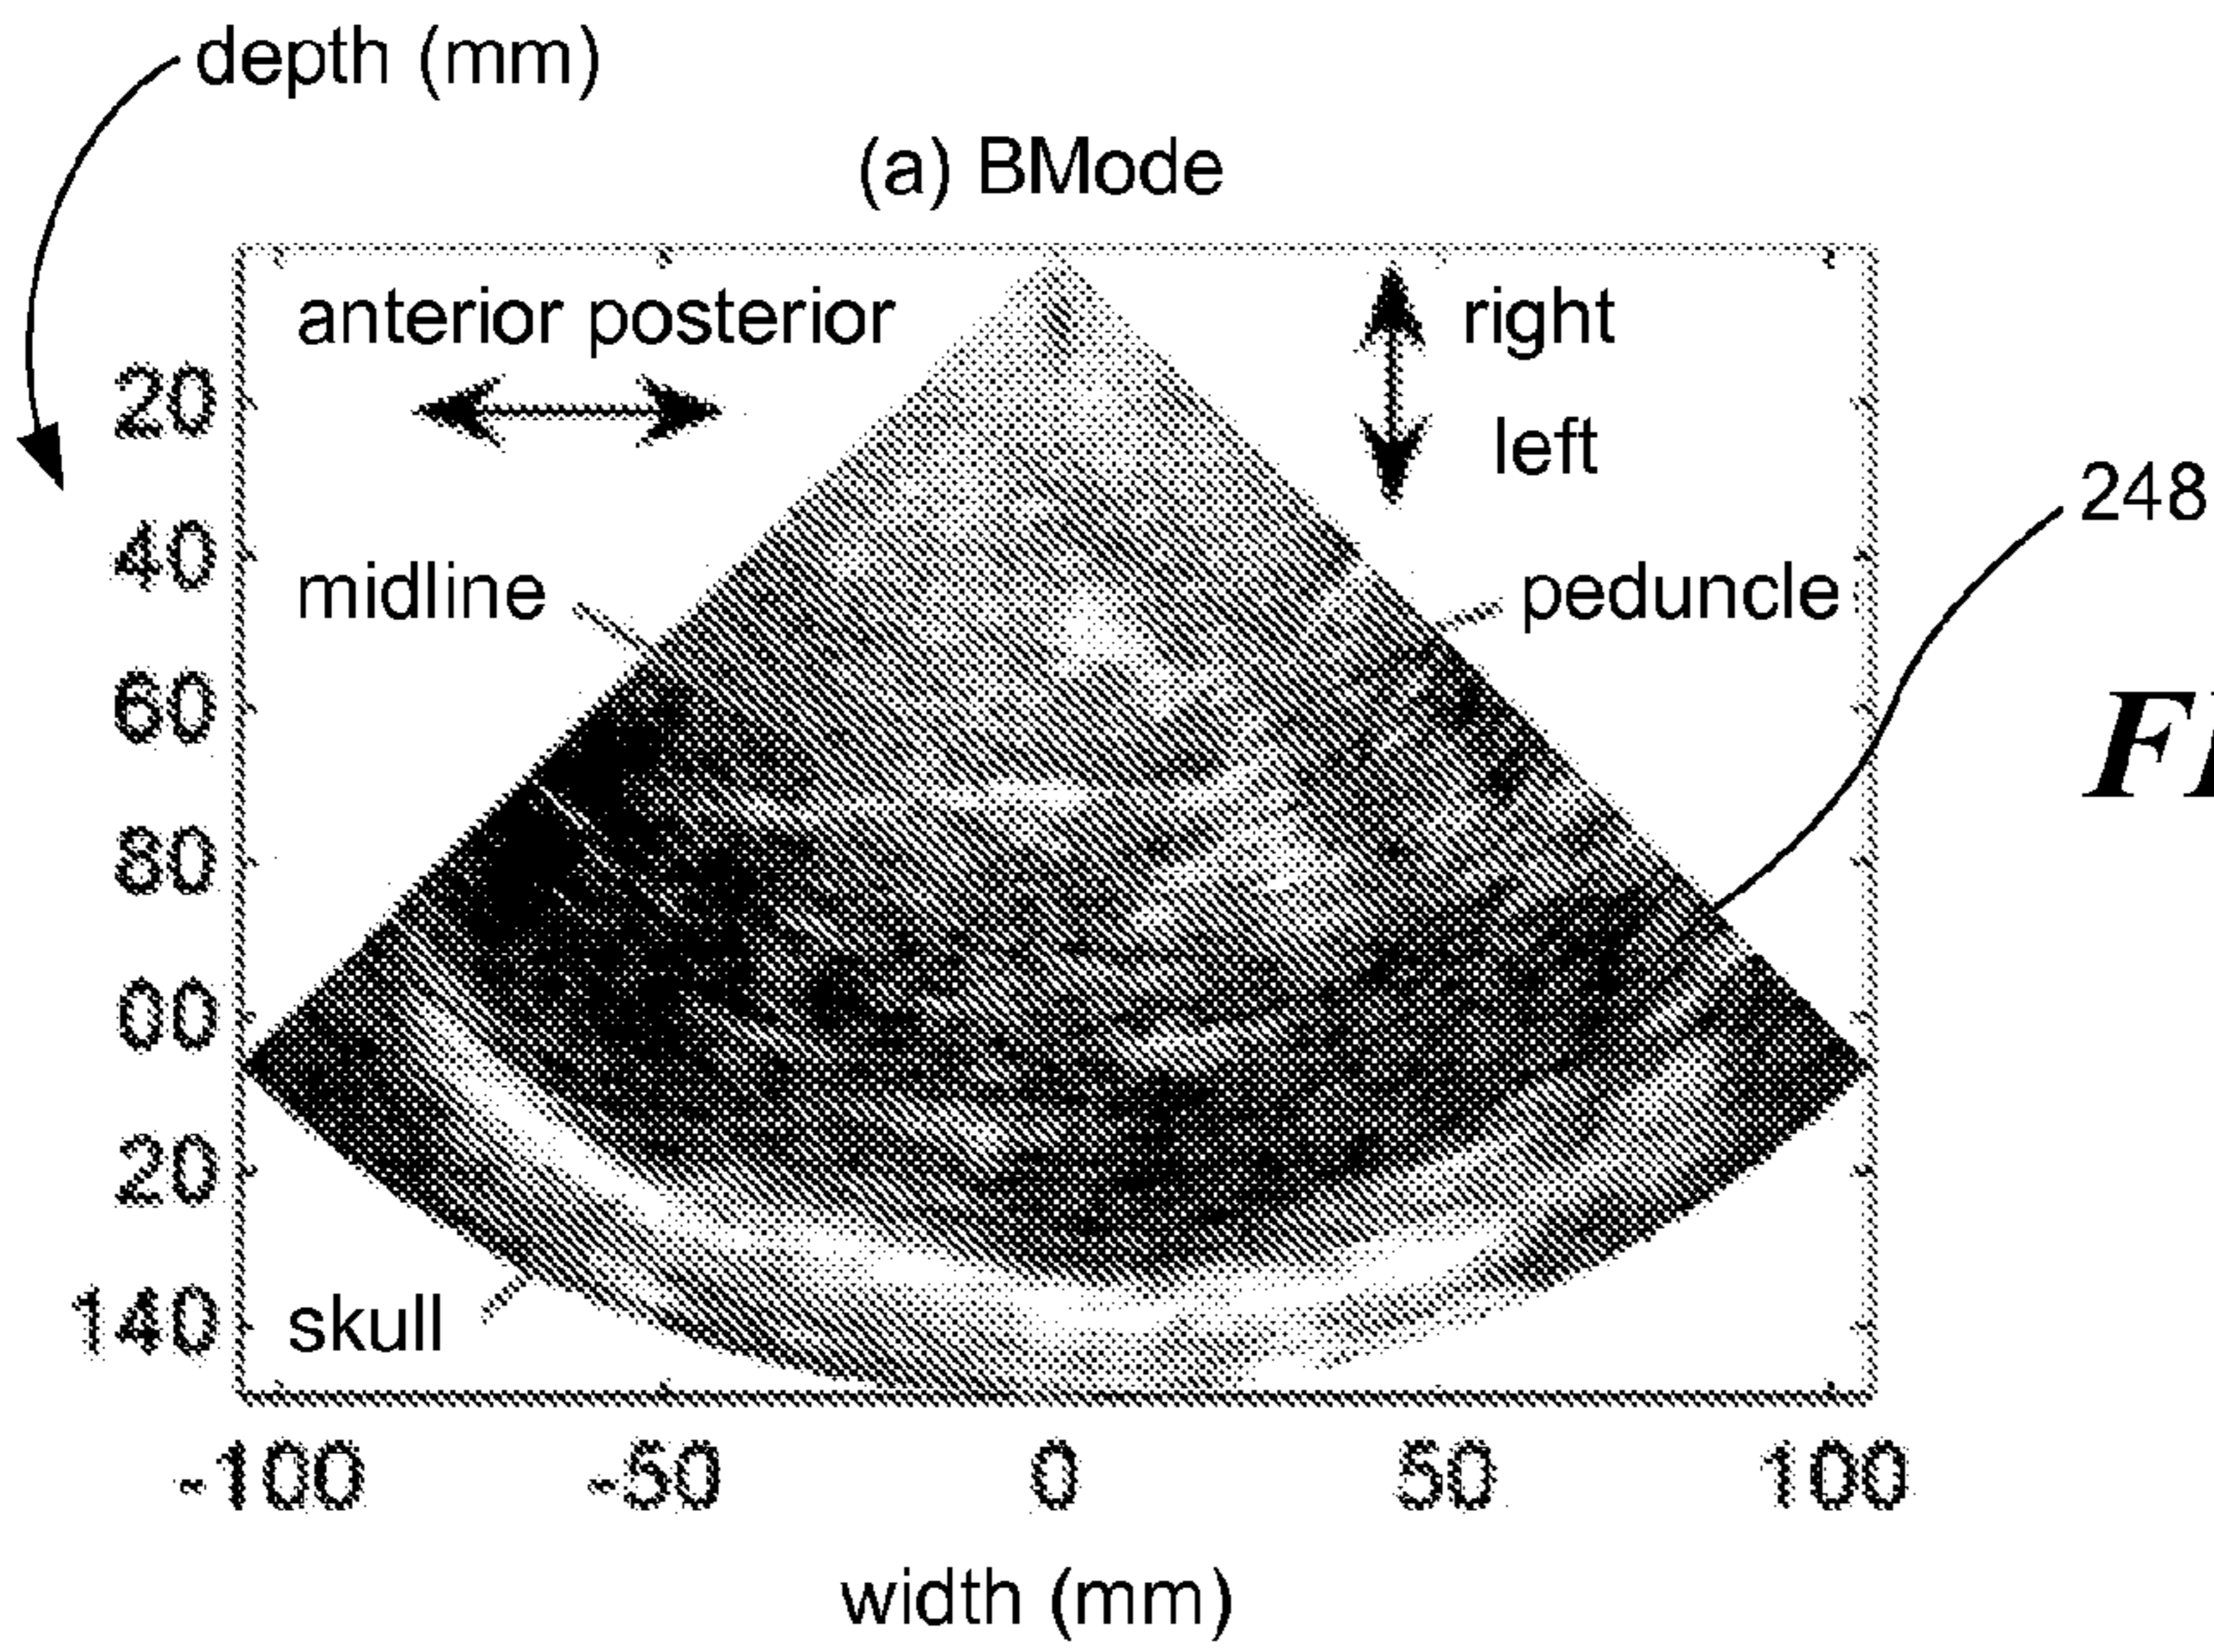 depth (mm)
(a) BMode
anterior posterior
right
20
left
248
40
midline
peduncle
60
80
00
20
140
skull
-100 -50 0 50 100
width (mm)